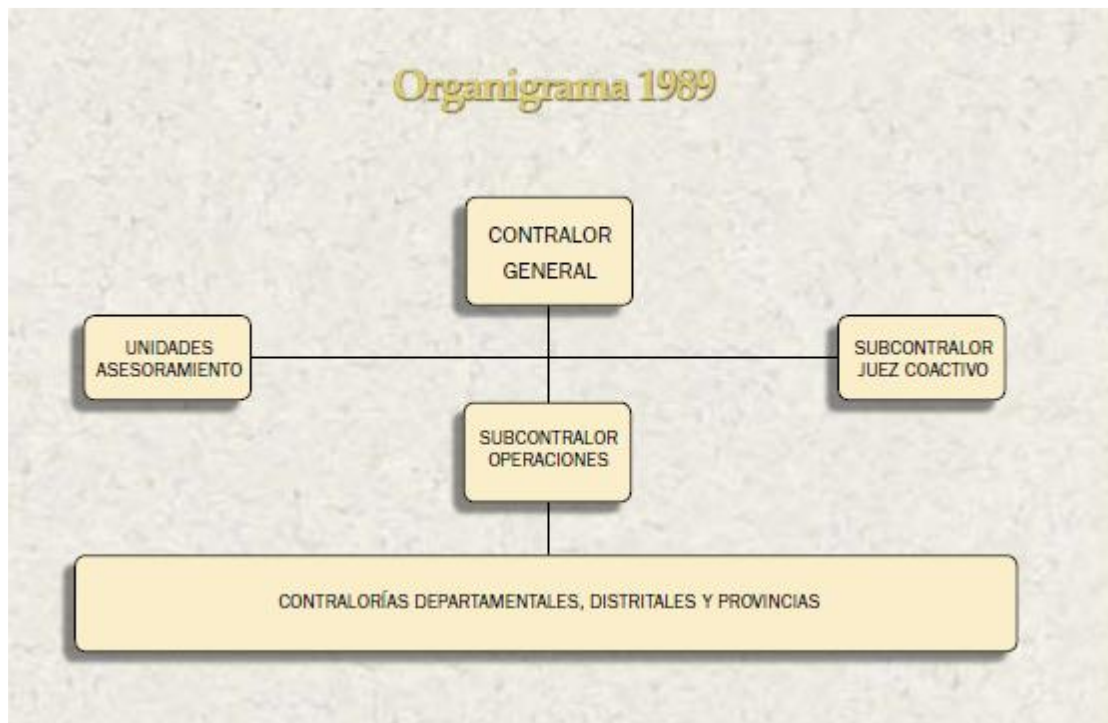 Organigrama 1989
CONTRALOR
GENERAL
UNIDADES
ASESORAMIENTO
SUBCONTRALOR
JUEZ COACTIVO
SUBCONTRALOR
OPERACIONES
CONTRALORÍAS DEPARTAMENTALES, DISTRITALES Y PROVINCIAS